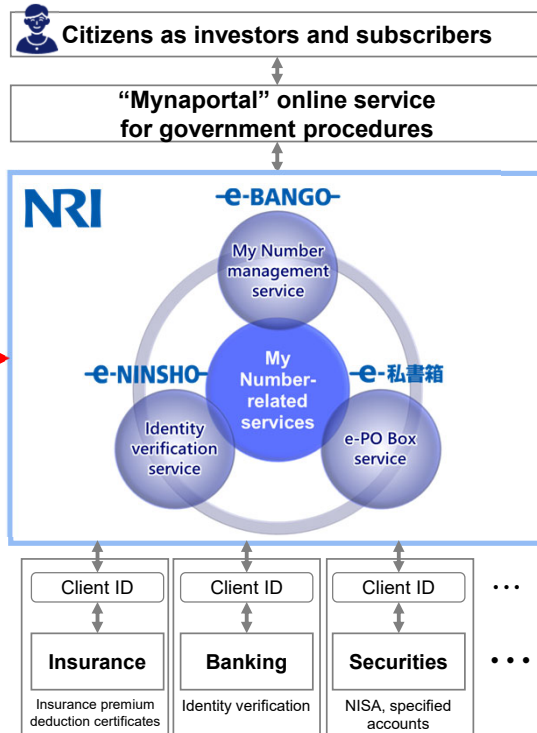 Citizens as investors and subscribers
“Mynaportal” online service
for government procedures
NRI
e-BANGO
My Number
management
service
e-NINSHO
e-私書箱
My
Number-
related
services
Identity
verification
service
e-PO Box
service
Client ID
Client ID
Client ID
...
Insurance
Banking
Securities
...
Insurance premium
deduction certificates
Identity verification
NISA, specified
accounts